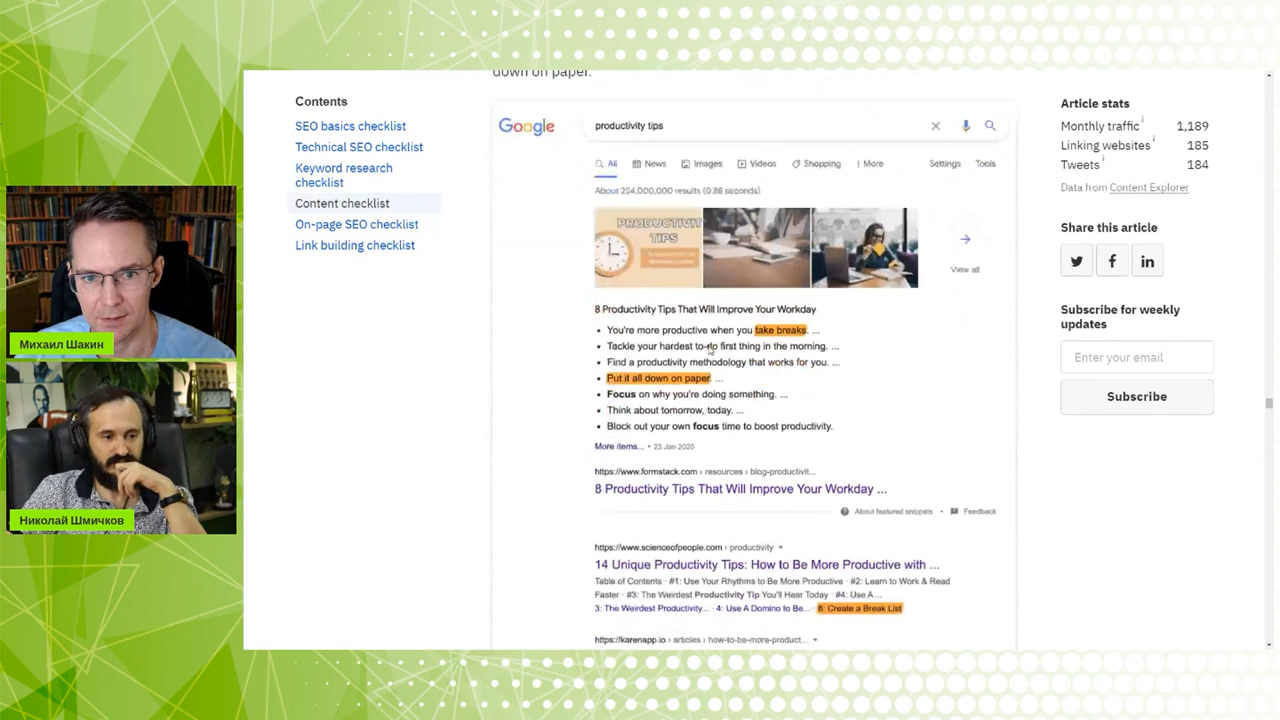 down on paper.
Contents
SEO basics checklist
Technical SEO checklist
Keyword research
checklist
Content checklist
On-page SEO checklist
Link building checklist
Михаил Шакин
Николай Шмичков
Google
productivity tips
All News Images Videos Shopping More Settings Tools
About 254,000,000 results (0.88 seconds)
PRODUCTIVITY
TIPS
View all
8 Productivity Tips That Will Improve Your Workday
• You're more productive when you take breaks. ...
• Tackle your hardest to-do first thing in the morning. ...
• Find a productivity methodology that works for you. ...
• Put it all down on paper. ...
• Focus on why you're doing something. ...
• Think about tomorrow, today. ...
• Block out your own focus time to boost productivity.
More items... • 23 Jan 2020
https://www.formstack.com › resources › blog-productivit...
8 Productivity Tips That Will Improve Your Workday ...
About featured snippets • Feedback
https://www.scienceofpeople.com › productivity
14 Unique Productivity Tips: How to Be More Productive with ...
Table of Contents · #1: Use Your Rhythms to Be More Productive · #2: Learn to Work & Read
Faster · #3: The Weirdest Productivity Tip You'll Hear Today · #4: Use A ...
3: The Weirdest Productivity... · 4: Use A Domino to Be... · 8: Create a Break List
https://karenapp.io › articles › how-to-be-more-product...
Article stats
Monthly traffic i 1,189
Linking websites i 185
Tweets i 184
Data from Content Explorer
Share this article
Subscribe for weekly
updates
Enter your email
Subscribe